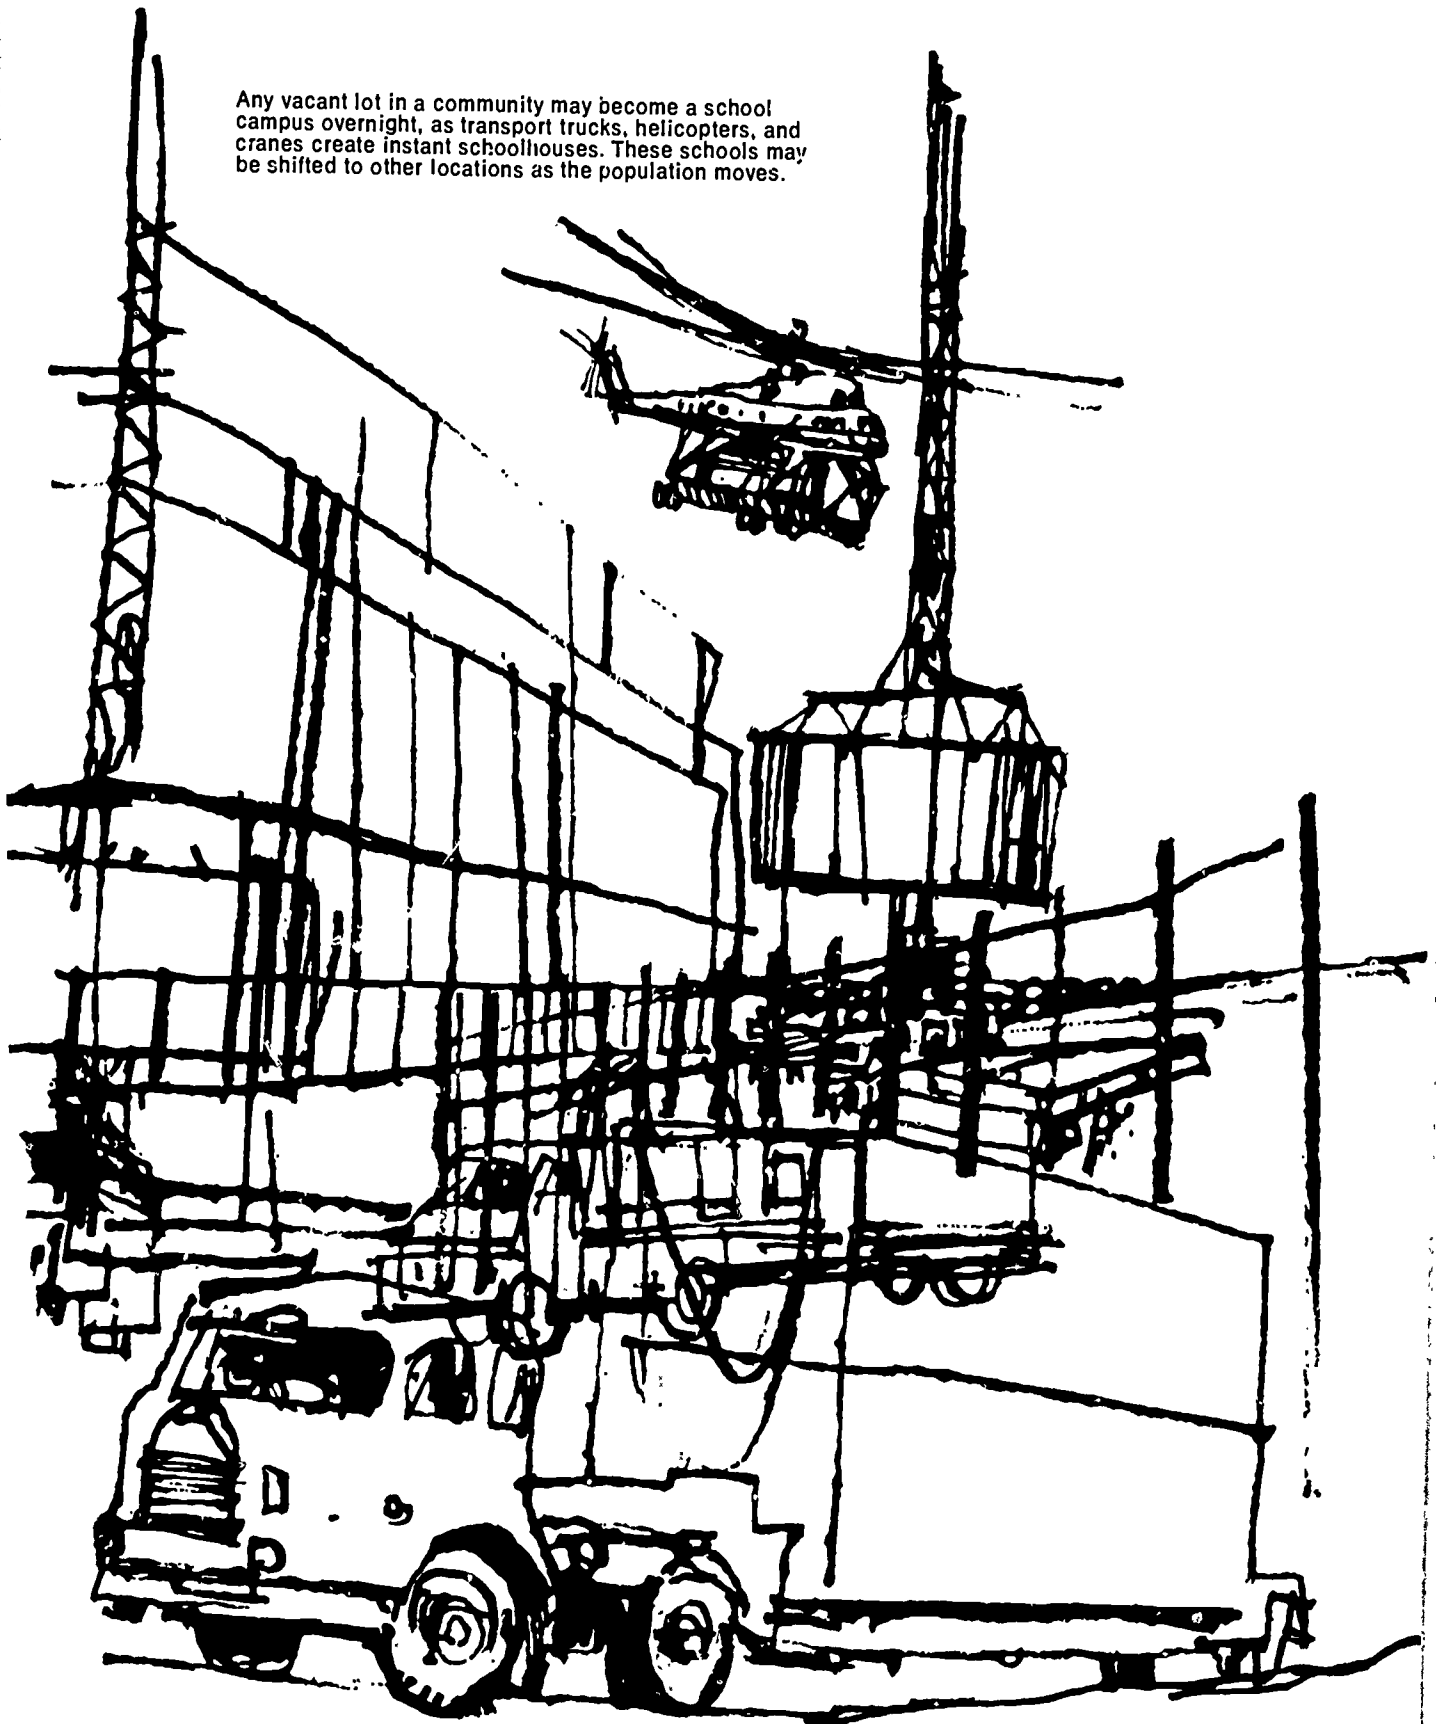 Any vacant lot in a community may become a school
campus overnight, as transport trucks, helicopters, and
cranes create instant schoolhouses. These schools may
be shifted to other locations as the population moves.